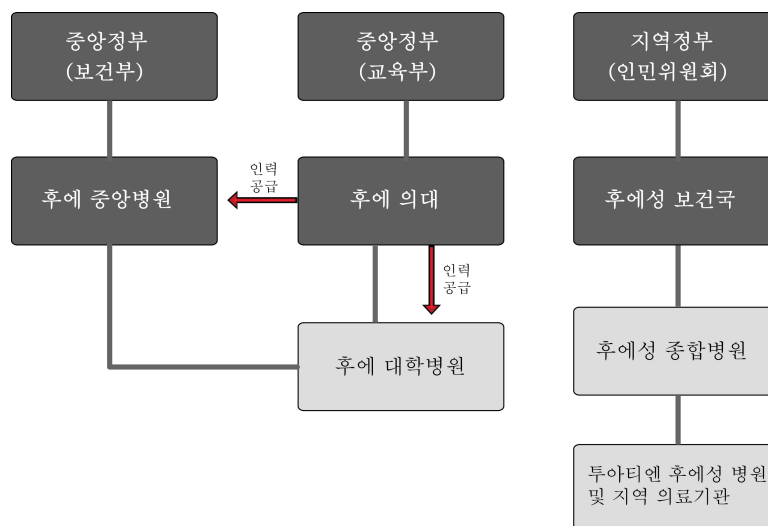 중앙정부
(보건부)
중앙정부
(교육부)
지역정부
(인민위원회)
후에 중앙병원
인력
공급
후에 의대
후에성 보건국
인력
공급
후에 대학병원
후에성 종합병원
투아티엔 후에성 병원
및 지역 의료기관